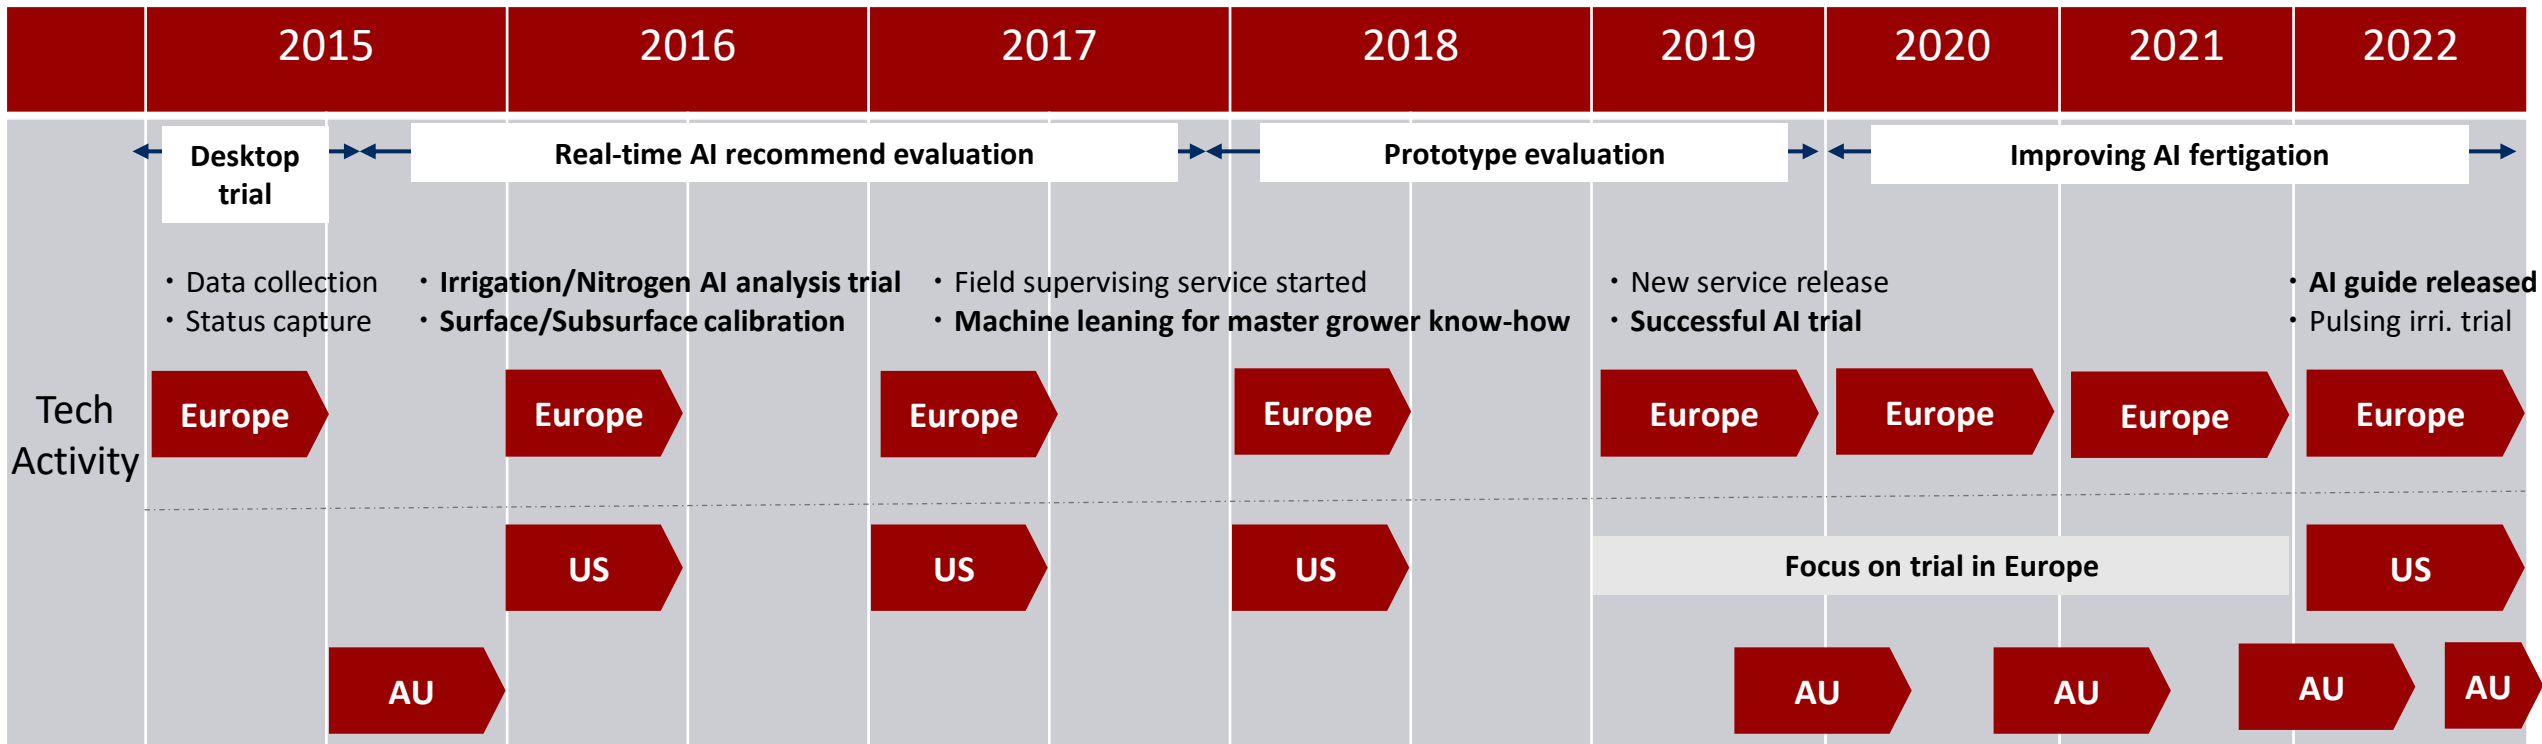 2015 2016 2017 2018 2019 2020 2021 2022
Desktop
trial
Real-time AI recommend evaluation
Prototype evaluation
Improving AI fertigation
・Data collection
・Status capture
・Irrigation/Nitrogen AI analysis trial
・Surface/Subsurface calibration
・Field supervising service started
・Machine leaning for master grower know-how
・New service release
・Successful AI trial
・AI guide released
・Pulsing irri. trial
Tech
Activity
Europe Europe Europe Europe Europe Europe Europe Europe
US US US Focus on trial in Europe US
AU AU AU AU AU